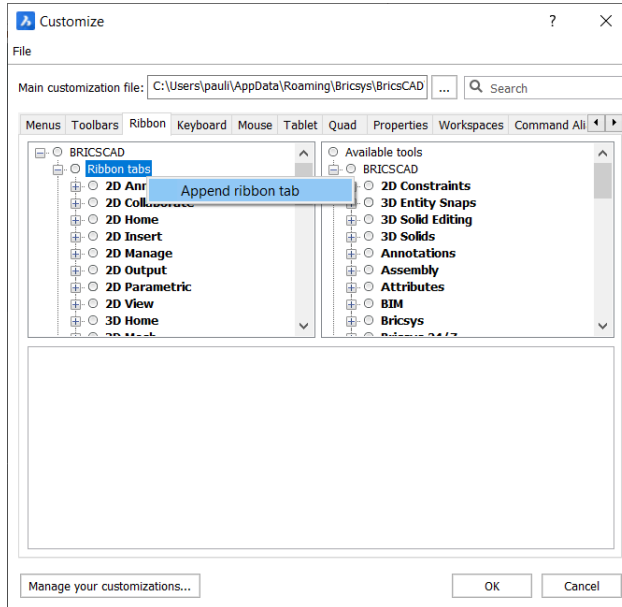 Customize
File
Main customization file: C:\Users\pauli\AppData\Roaming\Bricsys\BricsCAD ... Search
Menus Toolbars Ribbon Keyboard Mouse Tablet Quad Properties Workspaces Command Ali
BRICSCAD
Ribbon tabs
2D
Append ribbon tab
2D
2D Home
2D Insert
2D Manage
2D Output
2D Parametric
2D View
3D Home
Available tools
BRICSCAD
2D Constraints
3D Entity Snaps
3D Solid Editing
3D Solids
Annotations
Assembly
Attributes
BIM
Bricsys
Manage your customizations... OK Cancel